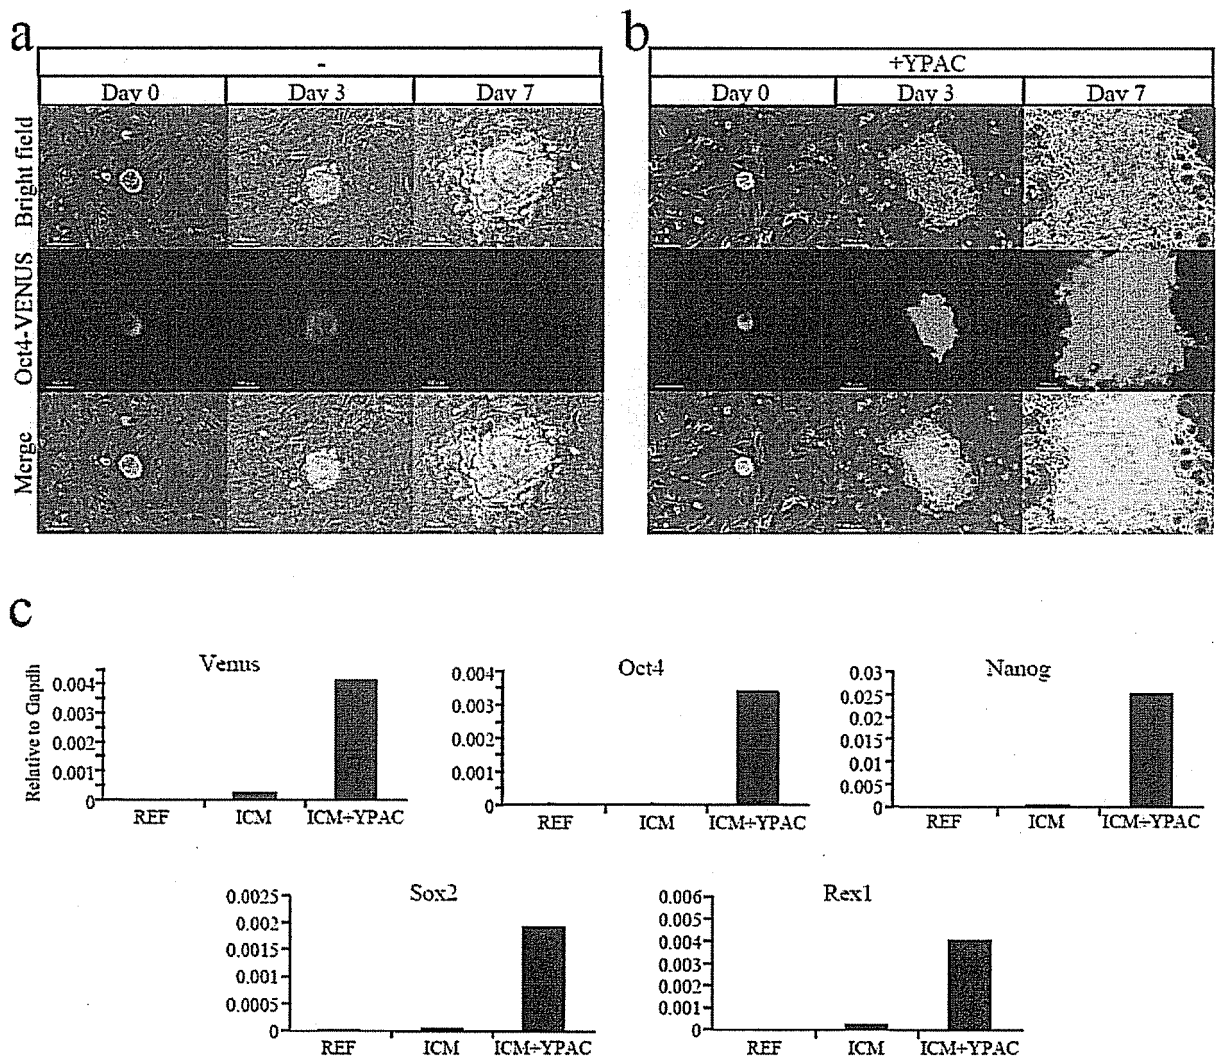 a
-
Day 0 Day 3 Day 7
Bright field
Oct4-VENUS
Merge
b
+YPAC
Day 0 Day 3 Day 7
c
Venus
Relative to Gapdh
0.004
0.003
0.002
0.001
0
REF ICM ICM+YPAC
Oct4
0.004
0.003
0.002
0.001
0
REF ICM ICM+YPAC
Nanog
0.03
0.025
0.02
0.015
0.01
0.005
0
REF ICM ICM+YPAC
Sox2
0.0025
0.002
0.0015
0.001
0.0005
0
REF ICM ICM+YPAC
Rex1
0.006
0.005
0.004
0.003
0.002
0.001
0
REF ICM ICM+YPAC